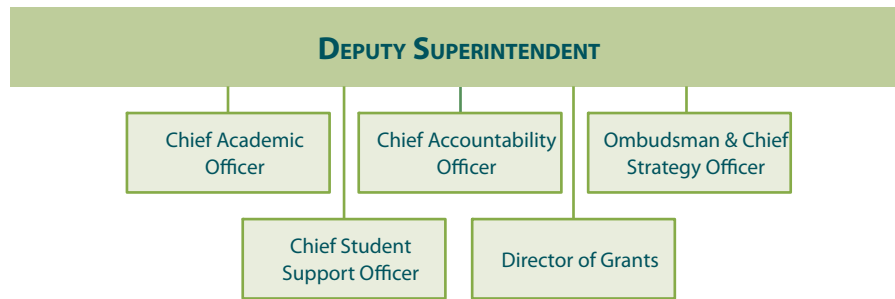 DEPUTY SUPERINTENDENT
Chief Academic
Officer
Chief Accountability
Officer
Ombudsman & Chief
Strategy Officer
Chief Student
Support Officer
Director of Grants